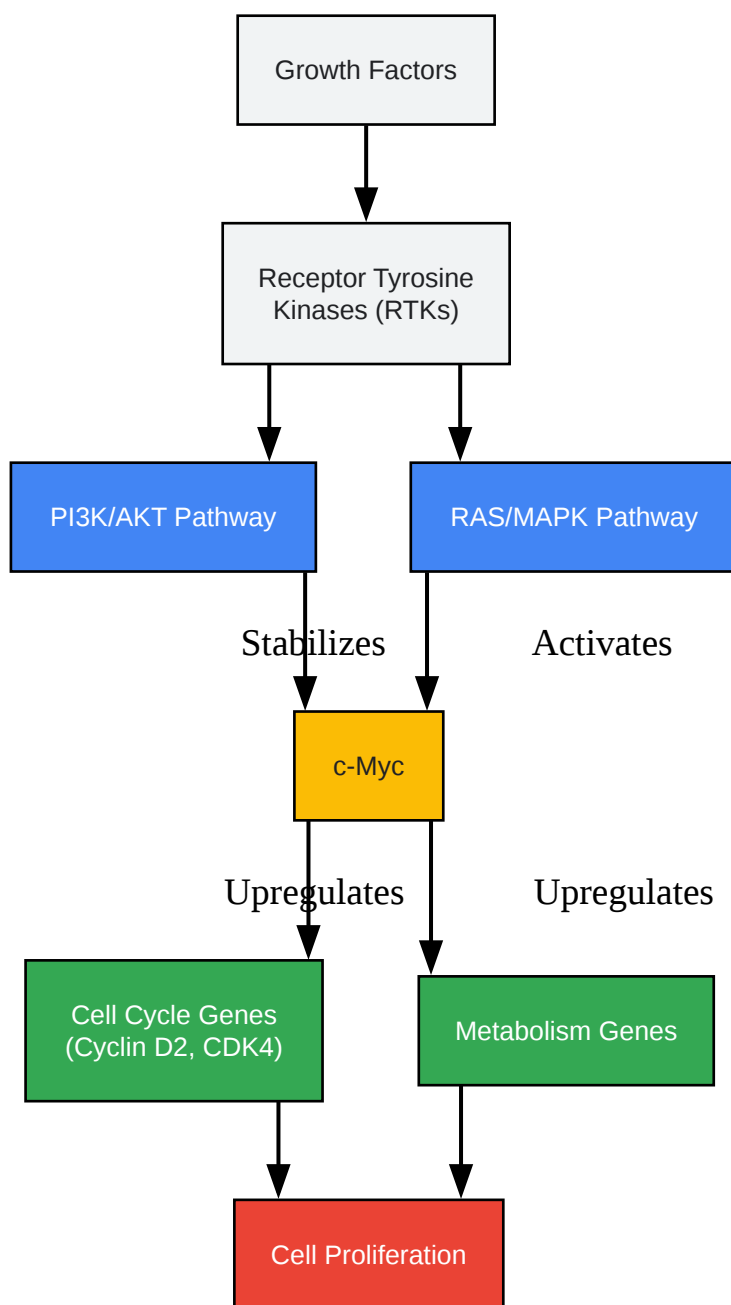 Growth Factors
Receptor Tyrosine
Kinases (RTKs)
PI3K/AKT Pathway
RAS/MAPK Pathway
Stabilizes
Activates
c-Myc
Upregulates
Upregulates
Cell Cycle Genes
(Cyclin D2, CDK4)
Metabolism Genes
Cell Proliferation